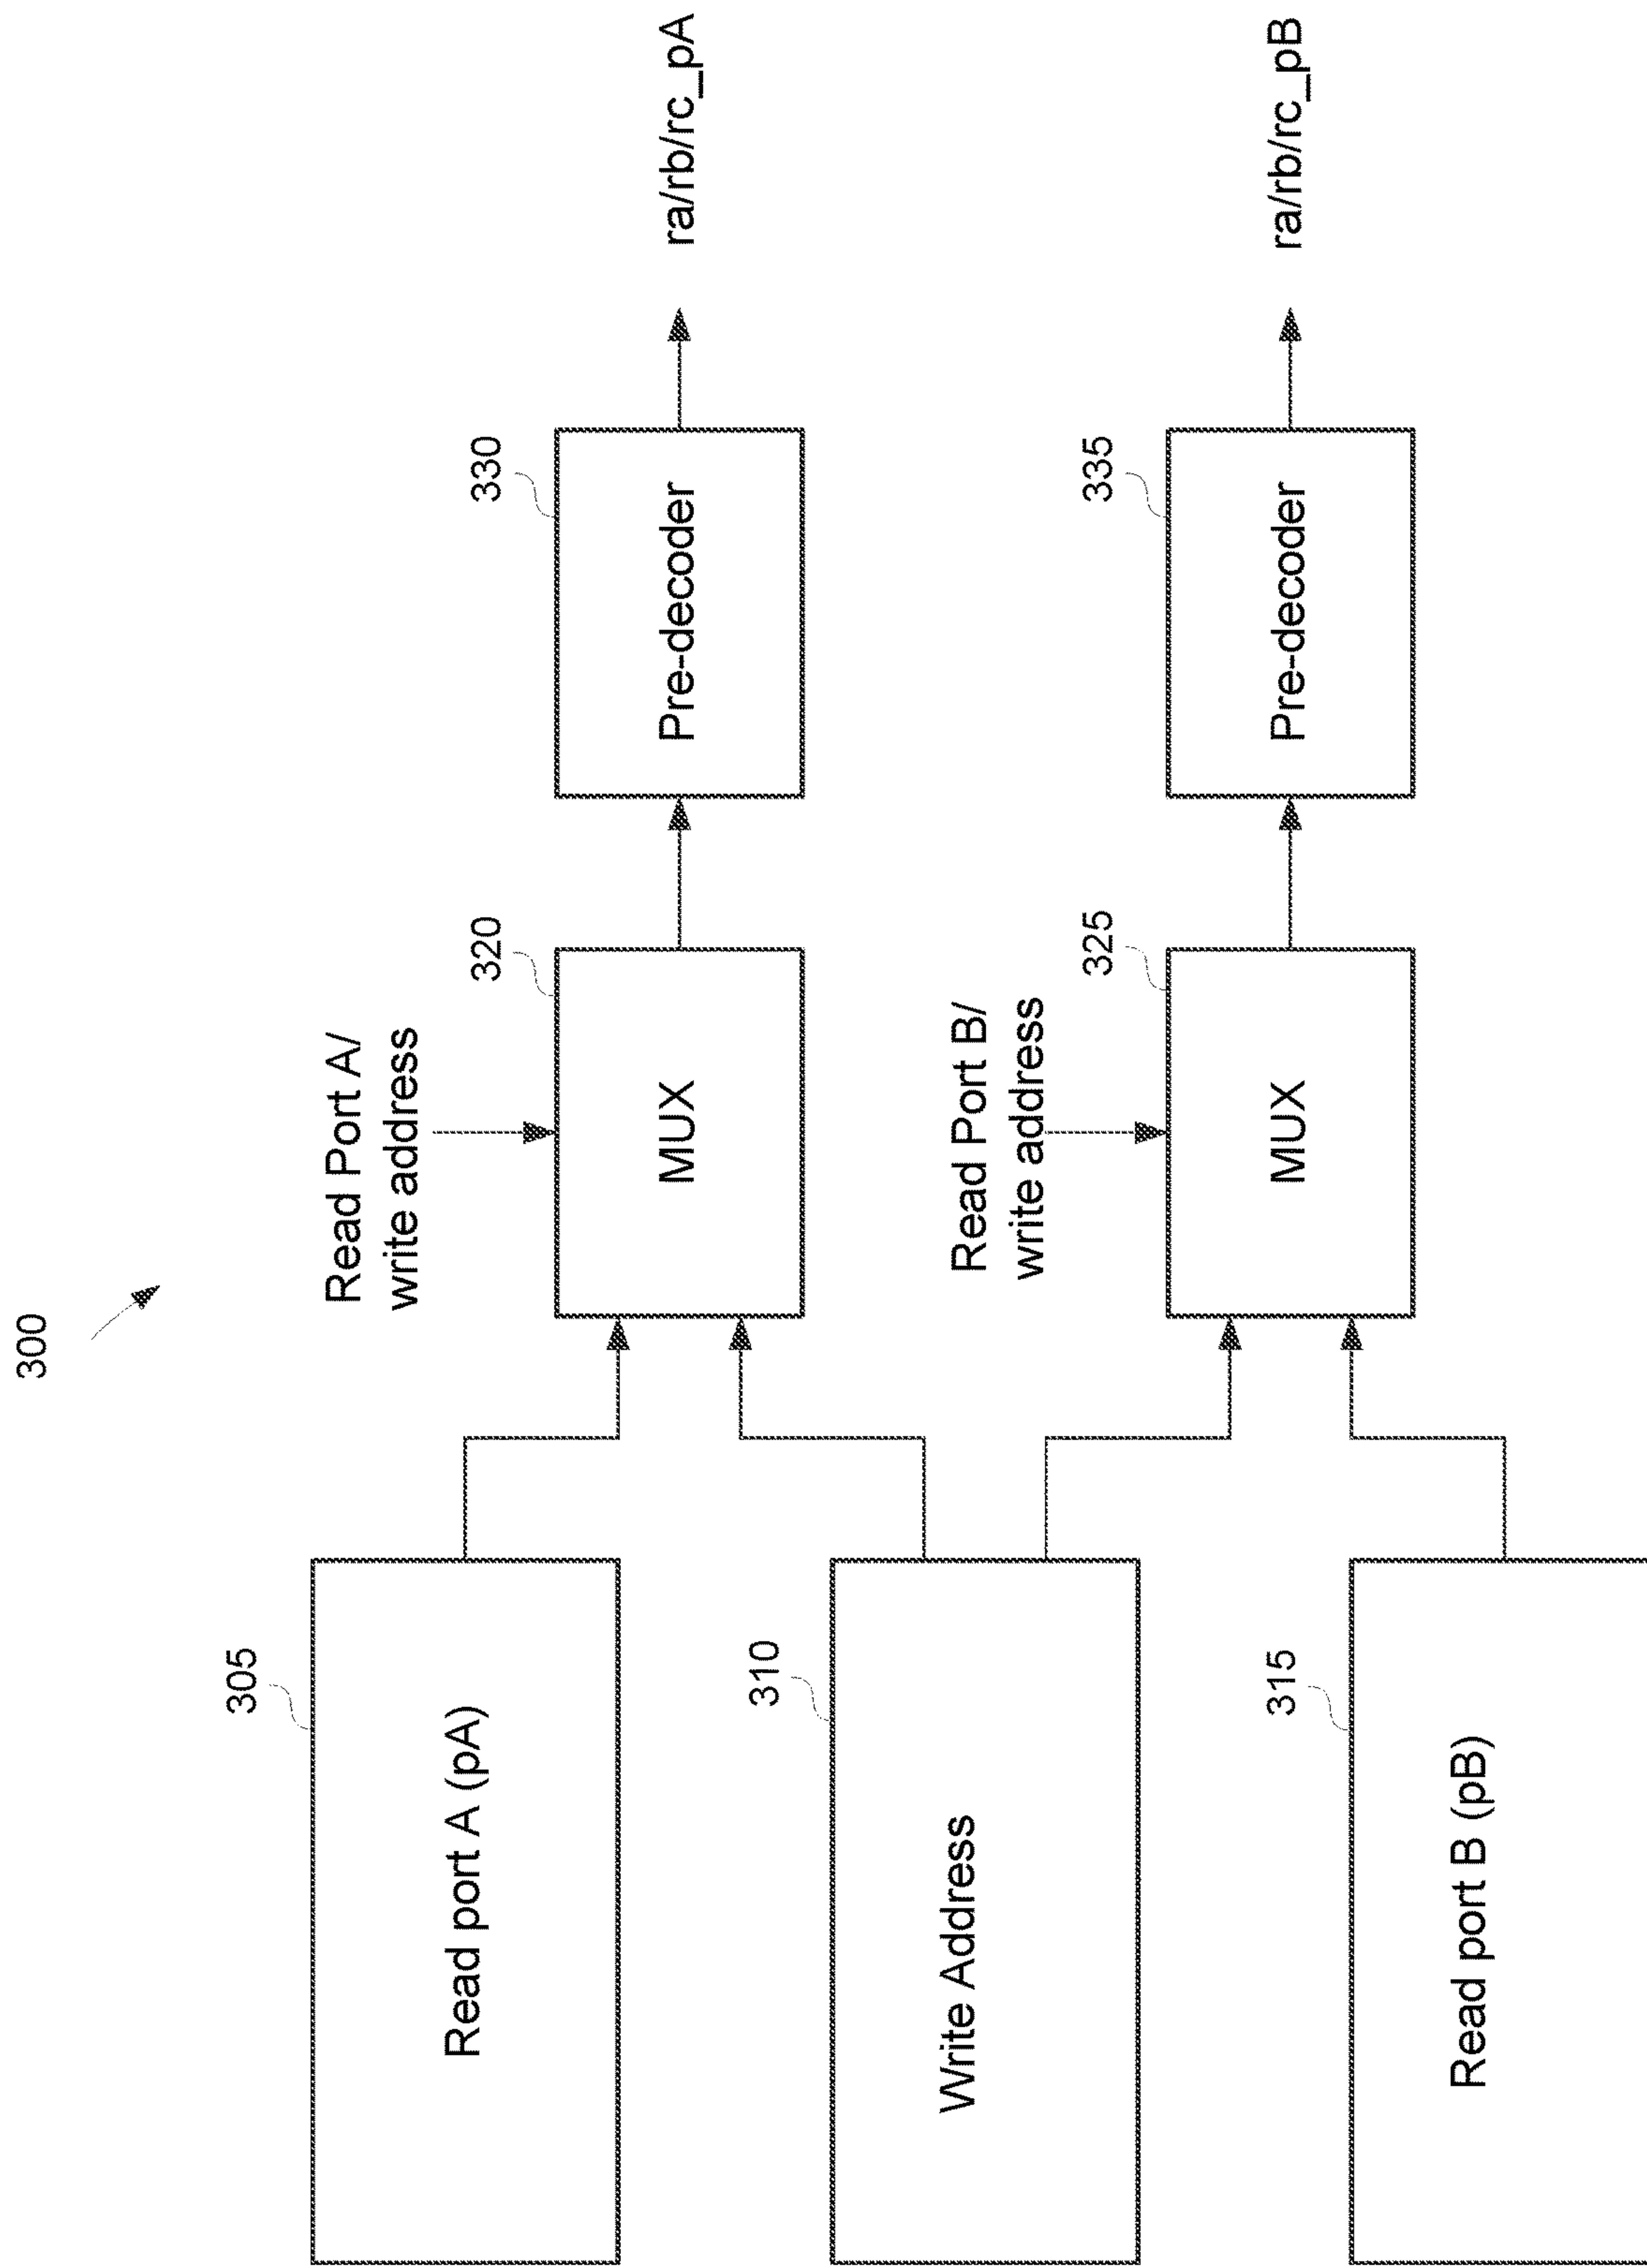 300
305
Read port A (pA)
Read Port A/
write address
320
MUX
330
Pre-decoder
ra/rb/rc_pA
310
Write Address
315
Read port B (pB)
Read Port B/
write address
325
MUX
335
Pre-decoder
ra/rb/rc_pB